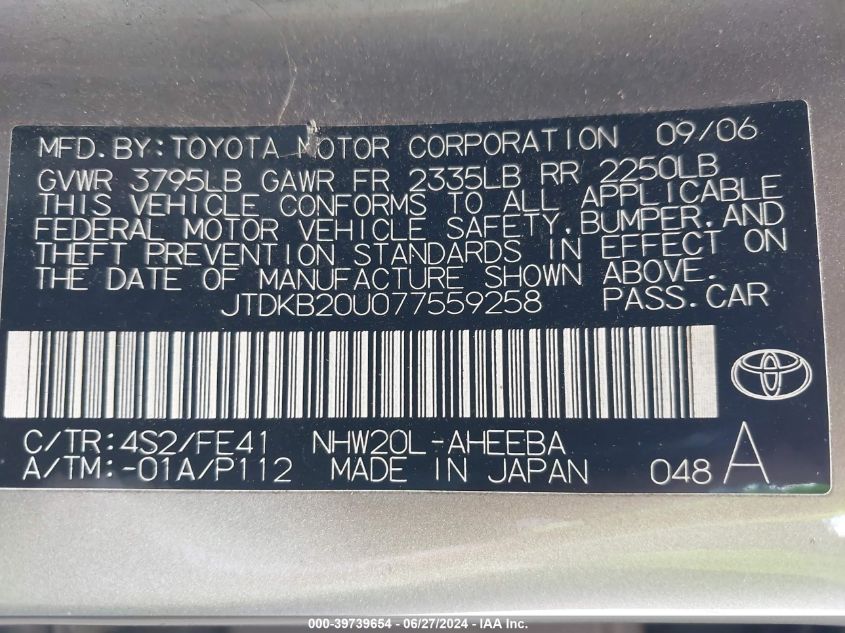 MFD.BY:TOYOTA MOTOR CORPORATION 09/06
GVWR 3795LB GAWR FR 2335LB RR 2250LB
THIS VEHICLE CONFORMS TO ALL APPLICABLE
FEDERAL MOTOR VEHICLE SAFETY,BUMPER,AND
THEFT PREVENTION STANDARDS IN EFFECT ON
THE DATE OF MANUFACTURE SHOWN ABOVE.
JTDKB20U077559258 PASS.CAR
C/TR:4S2/FE41 NHW20L-AHEEBA
A/TM:-01A/P112 MADE IN JAPAN 048 A
000-39739654 | 06/27/2024 - IAA Inc.